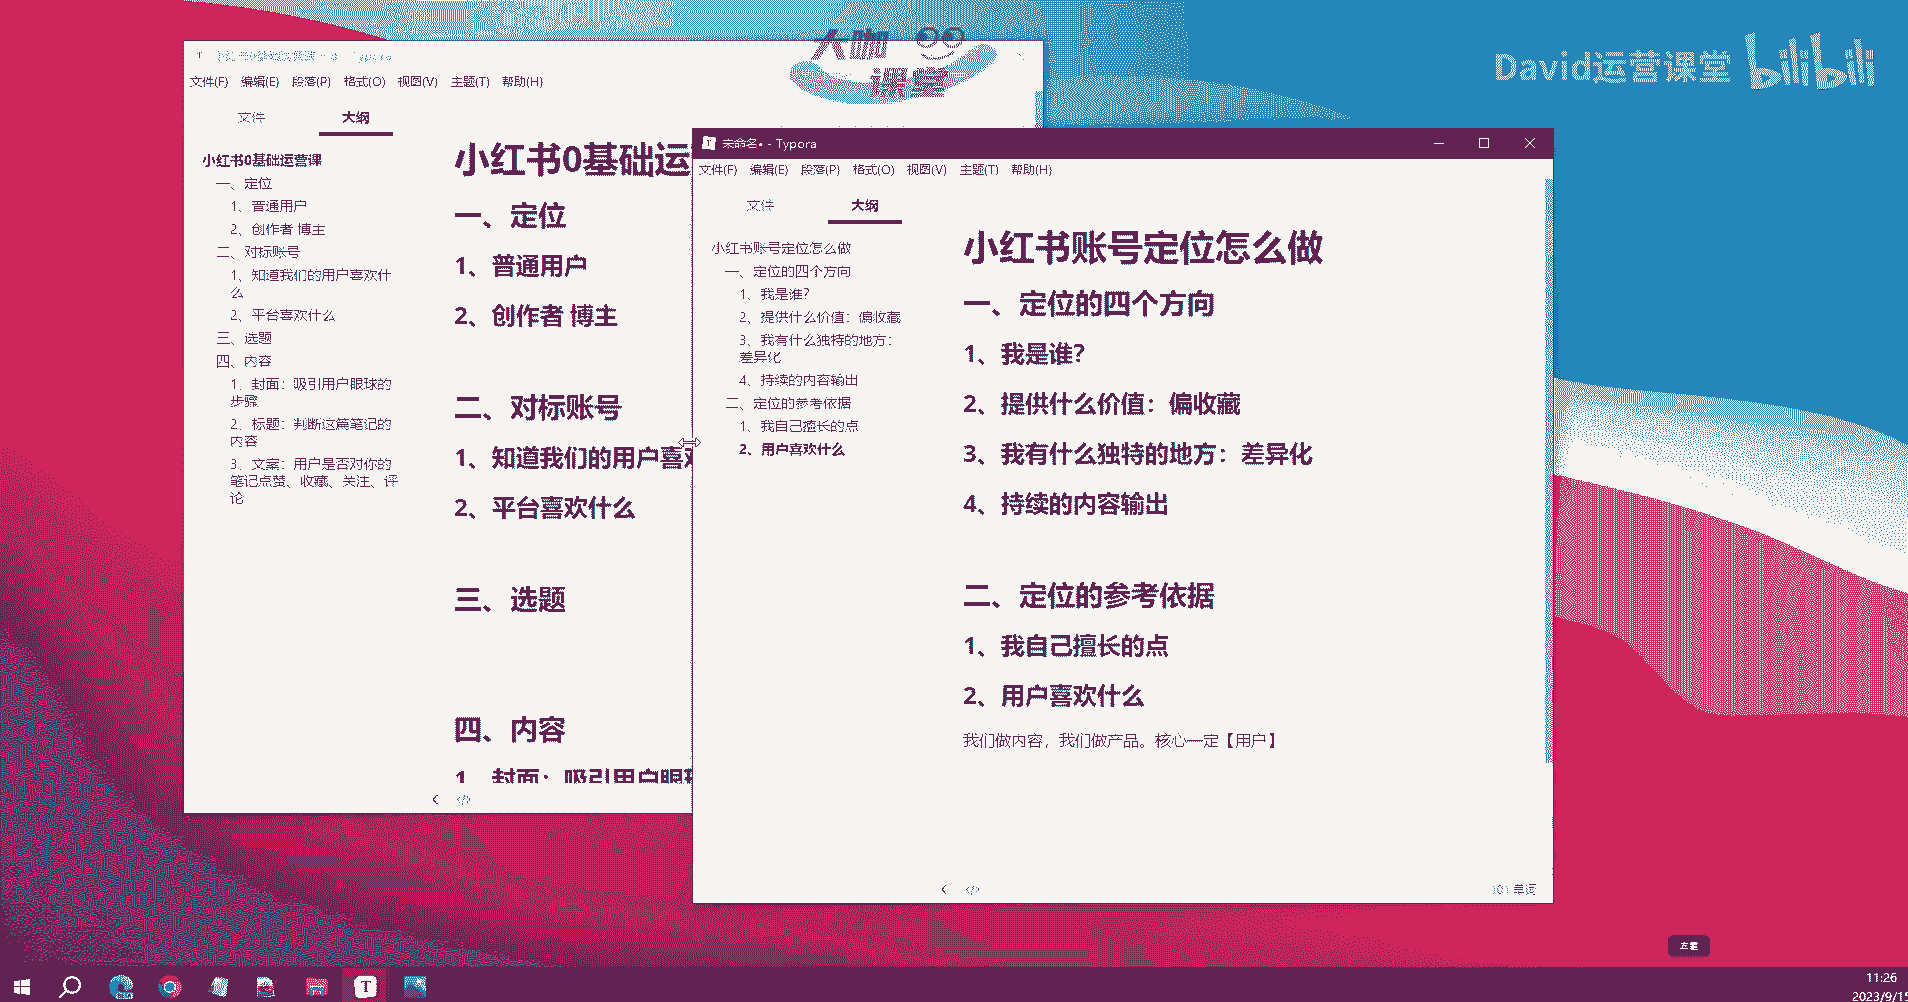 大咖
课堂
David运营课堂 bilibili
- Typora
文件(F) 编辑(E) 段落(P) 格式(O) 视图(V) 主题(T) 帮助(H)
文件 大纲
小红书0基础运营课
一、定位
1、普通用户
2、创作者 博主
二、对标账号
1、知道我们的用户喜欢什
么
2、平台喜欢什么
三、选题
四、内容
1、封面：吸引用户眼球的
步骤
2、标题：判断这篇笔记的
内容
3、文案：用户是否对你的
笔记点赞、收藏、关注、评
论
小红书0基础运
一、定位
1、普通用户
2、创作者 博主
二、对标账号
1、知道我们的用户喜欢
2、平台喜欢什么
三、选题
四、内容
1、封面：吸引用户眼球
未命名• - Typora
文件(F) 编辑(E) 段落(P) 格式(O) 视图(V) 主题(T) 帮助(H)
文件 大纲
小红书账号定位怎么做
一、定位的四个方向
1、我是谁？
2、提供什么价值：偏收藏
3、我有什么独特的地方：
差异化
4、持续的内容输出
二、定位的参考依据
1、我自己擅长的点
2、用户喜欢什么
小红书账号定位怎么做
一、定位的四个方向
1、我是谁？
2、提供什么价值：偏收藏
3、我有什么独特的地方：差异化
4、持续的内容输出
二、定位的参考依据
1、我自己擅长的点
2、用户喜欢什么
我们做内容，我们做产品。核心一定【用户】
单词
左键
11:26
2023/9/15